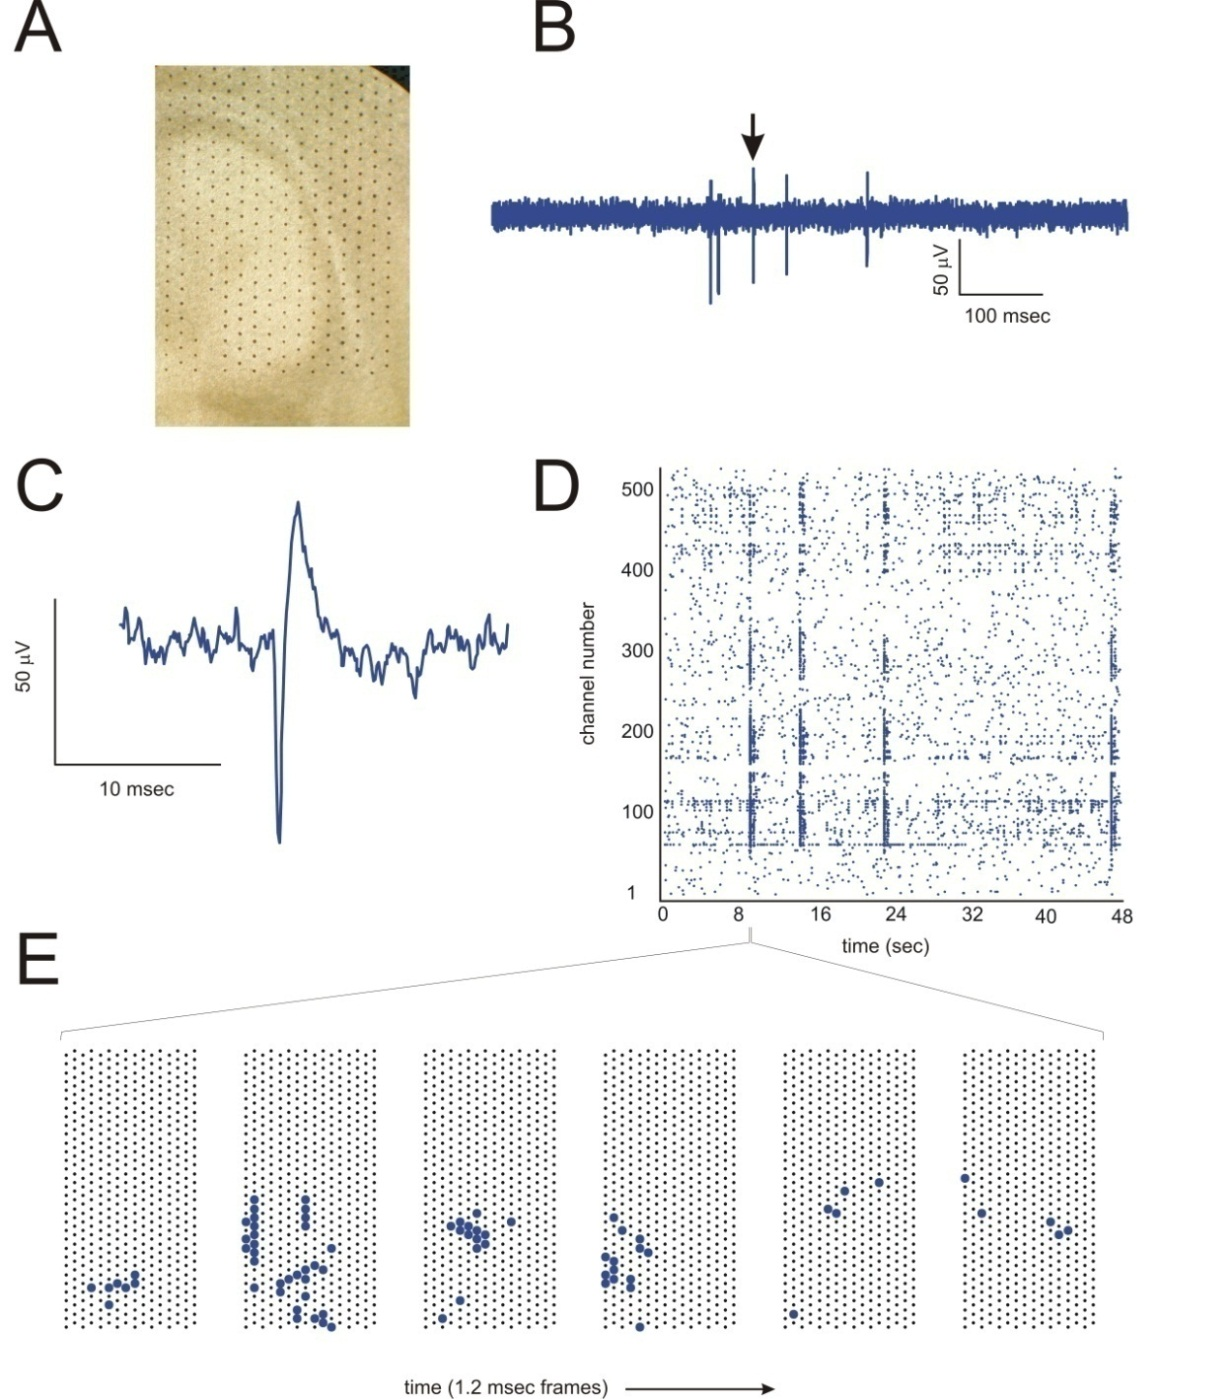 A
B
50 µV
100 msec
C
50 µV
10 msec
D
500
400
300
200
100
1
channel number
0 8 16 24 32 40 48
time (sec)
E
time (1.2 msec frames)